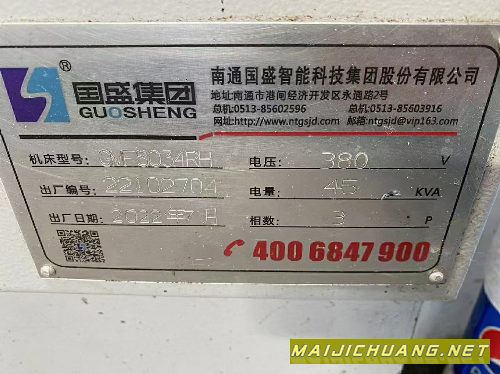 国盛集团®
GUOSHENG
南通国盛智能科技集团股份有限公司
地址:南通市港闸经济开发区永通路2号
总机:0513-85602596 总机:0513-85603916
网址:http://www.ntgsjd.com 邮箱:ntgsjd@vip163.com
机床型号: 电压: 380 V
出厂编号: 22102704 电量: 45 KVA
出厂日期: 2022年7月 相数: 3 P
400 6847 900
MAIJICHUANG.NET